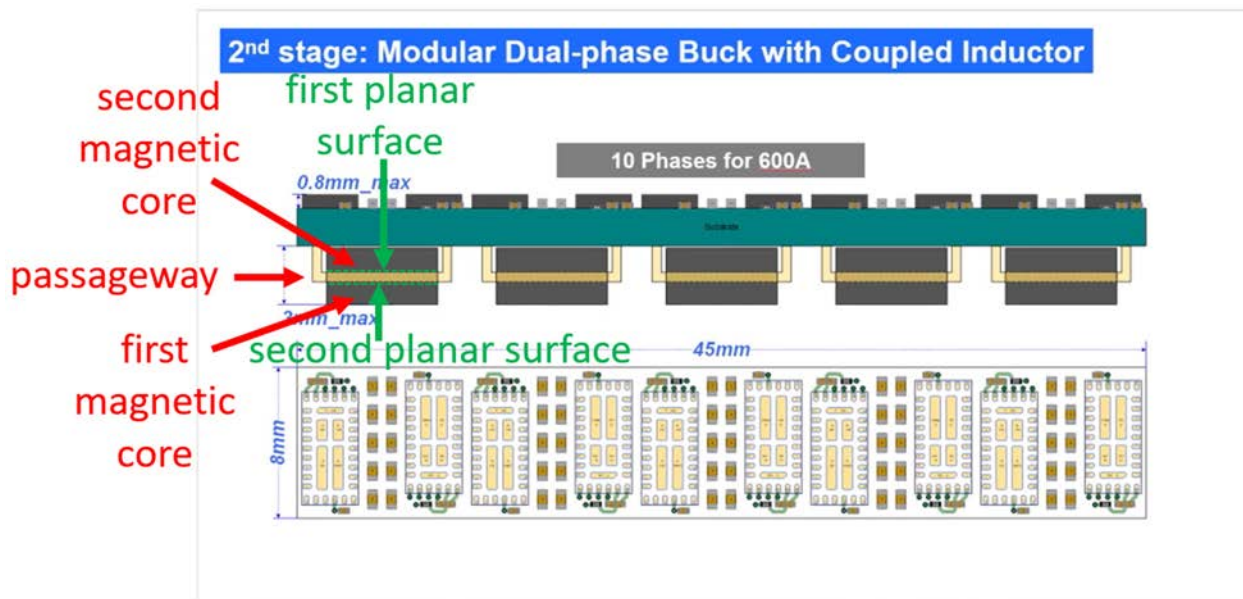 2nd stage: Modular Dual-phase Buck with Coupled Inductor
second
magnetic
core
first planar
surface
10 Phases for 600A
0.8mm_max
Substrate
passageway
2mm_max
first
magnetic
core
second planar surface
45mm
8mm